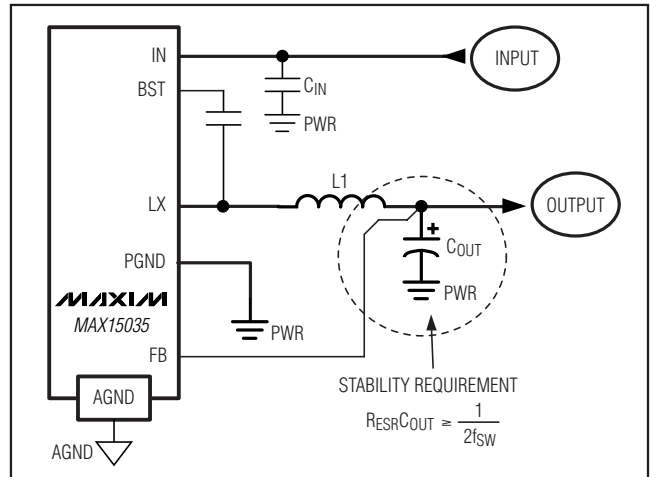 IN
INPUT
BST
CIN
PWR
L1
LX
OUTPUT
COUT
PGND
PWR
MAXIM
MAX15035
PWR
FB
STABILITY REQUIREMENT
AGND
RESRCOUT ≥ 1/2fSW
AGND